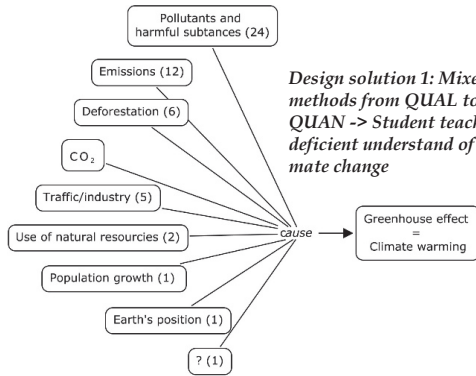 Pollutants and
harmful subtances (24)
Emissions (12)
Design solution 1: Mixe
methods from QUAL to
Deforestation (6)
QUAN -> Student teach
deficient understand of
CO₂
mate change
Traffic/industry (5)
Greenhouse effect
=
Climate warming
cause
Use of natural resourcies (2)
Population growth (1)
Earth's position (1)
? (1)